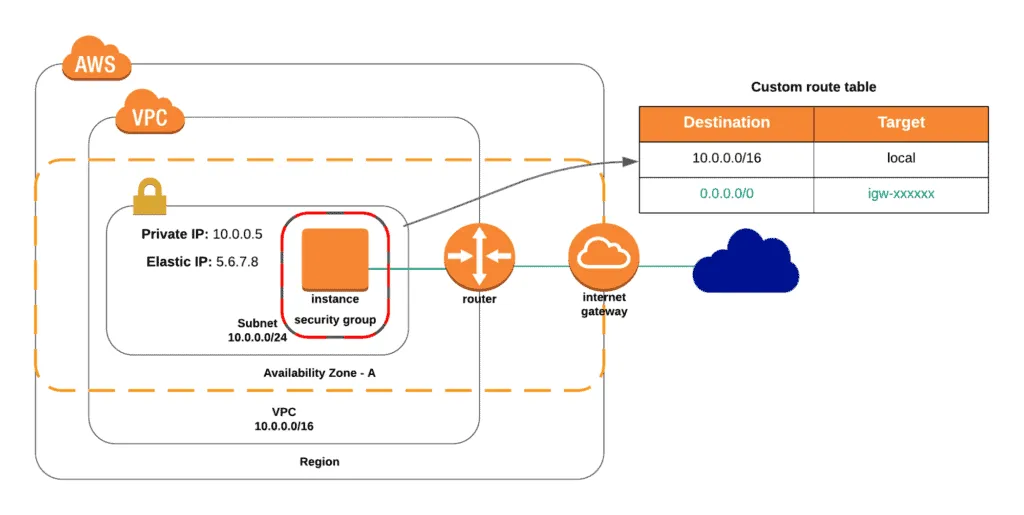 AWS
VPC
Custom route table
Destination Target
10.0.0.0/16 local
0.0.0.0/0 igw-xxxxxx
Private IP: 10.0.0.5
Elastic IP: 5.6.7.8
instance
security group
Subnet
10.0.0.0/24
router
internet
gateway
Availability Zone - A
VPC
10.0.0.0/16
Region